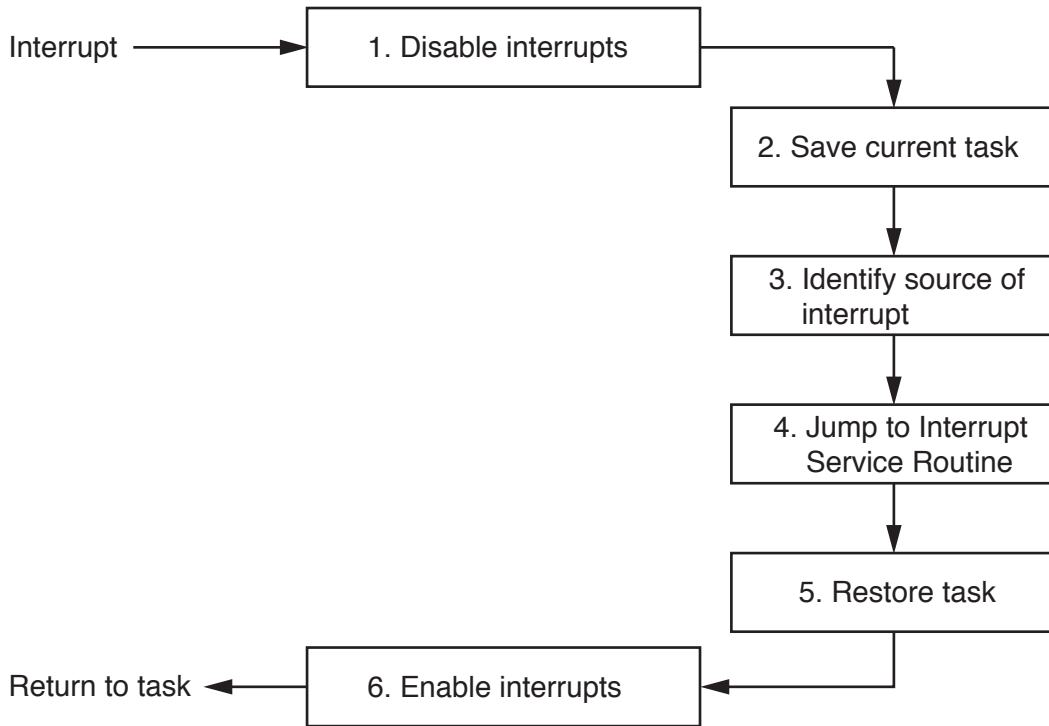 Interrupt
1. Disable interrupts
2. Save current task
3. Identify source of
interrupt
4. Jump to Interrupt
Service Routine
5. Restore task
6. Enable interrupts
Return to task